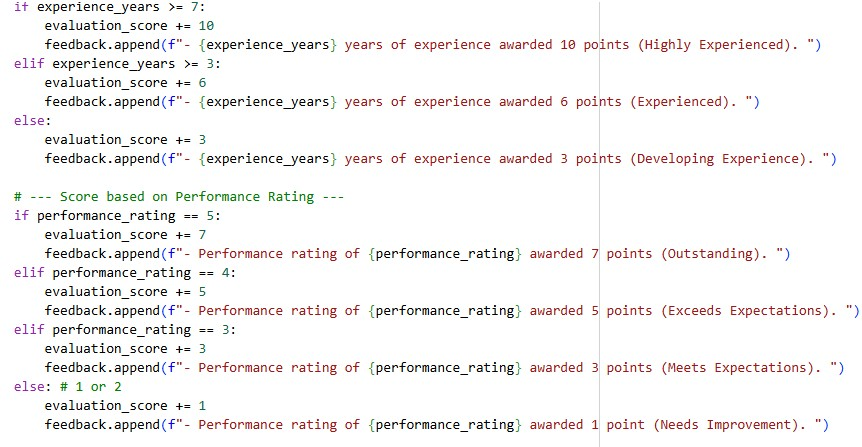 if experience_years >= 7:
    evaluation_score += 10
    feedback.append(f"- {experience_years} years of experience awarded 10 points (Highly Experienced). ")
elif experience_years >= 3:
    evaluation_score += 6
    feedback.append(f"- {experience_years} years of experience awarded 6 points (Experienced). ")
else:
    evaluation_score += 3
    feedback.append(f"- {experience_years} years of experience awarded 3 points (Developing Experience). ")

# --- Score based on Performance Rating ---
if performance_rating == 5:
    evaluation_score += 7
    feedback.append(f"- Performance rating of {performance_rating} awarded 7 points (Outstanding). ")
elif performance_rating == 4:
    evaluation_score += 5
    feedback.append(f"- Performance rating of {performance_rating} awarded 5 points (Exceeds Expectations). ")
elif performance_rating == 3:
    evaluation_score += 3
    feedback.append(f"- Performance rating of {performance_rating} awarded 3 points (Meets Expectations). ")
else: # 1 or 2
    evaluation_score += 1
    feedback.append(f"- Performance rating of {performance_rating} awarded 1 point (Needs Improvement). ")